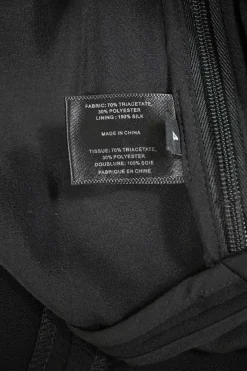 FABRIC: 70% TRIACETATE,
30% POLYESTER
LINING : 100% SILK
MADE IN CHINA
TISSUE: 70% TRIACETATE,
30% POLYESTER
DOUBLURE: 100% SOIE
FABRIQUE EN CHINE